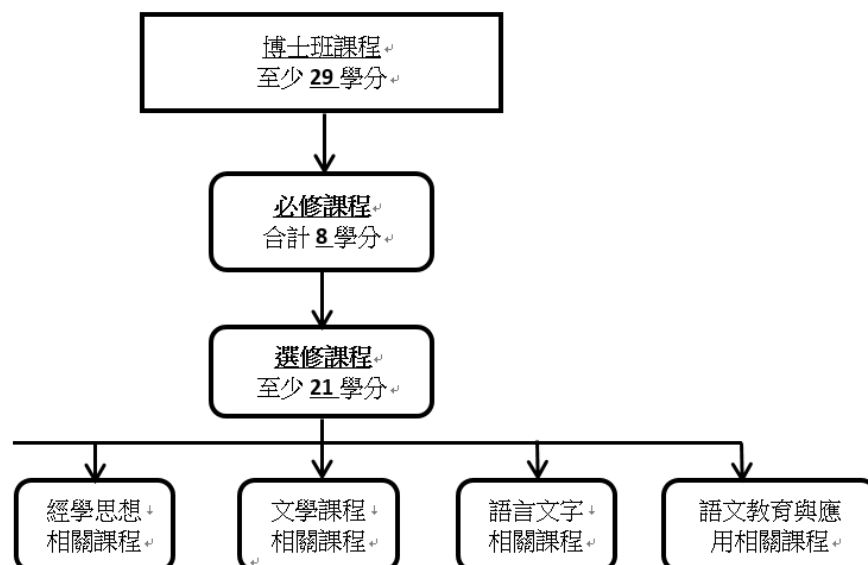 博士班課程
至少 29 學分
必修課程
合計 8 學分
選修課程
至少 21 學分
經學思想
相關課程
文學課程
相關課程
語言文字
相關課程
語文教育與應
用相關課程